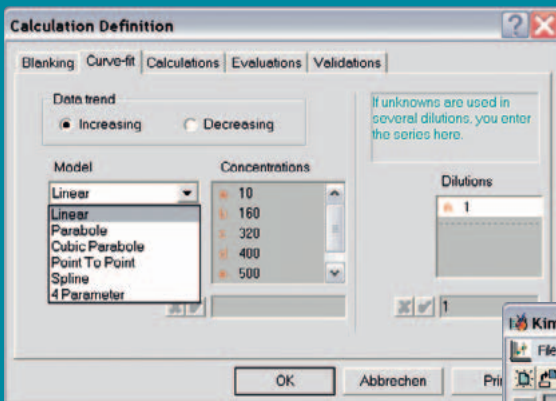 Calculation Definition
Blanking
Curve-fit
Calculations
Evaluations
Validations
Data trend
Increasing
Decreasing
If unknowns are used in
several dilutions, you enter
the series here.
Model
Linear
Linear
Parabole
Cubic Parabole
Point To Point
Spline
4 Parameter
Concentrations
10
160
320
400
500
Dilutions
1
1
OK
Abbrechen
Pri
Kim
File